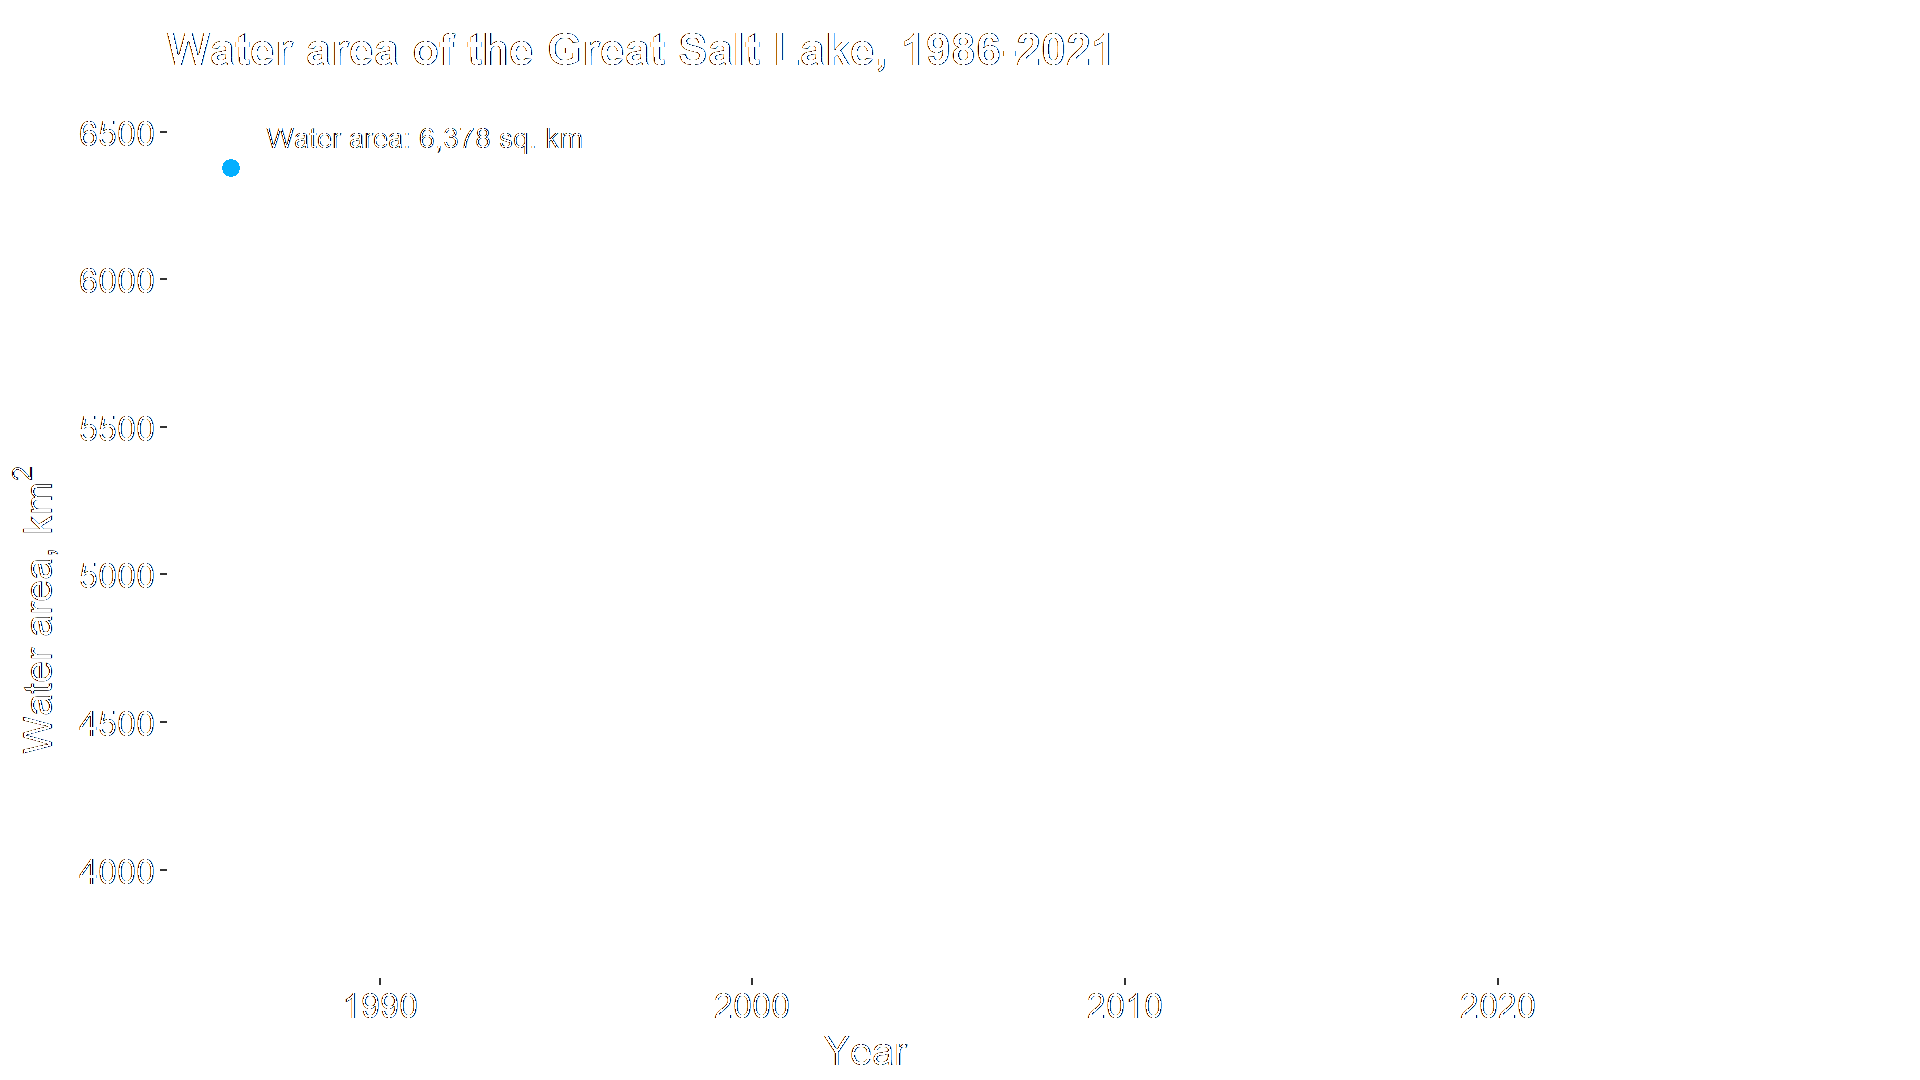 Water area of the Great Salt Lake, 1986-2021
6500
Water area: 6,378 sq. km
6000
5500
5000
4500
4000
Water area, km²
1990 2000 2010 2020
Year